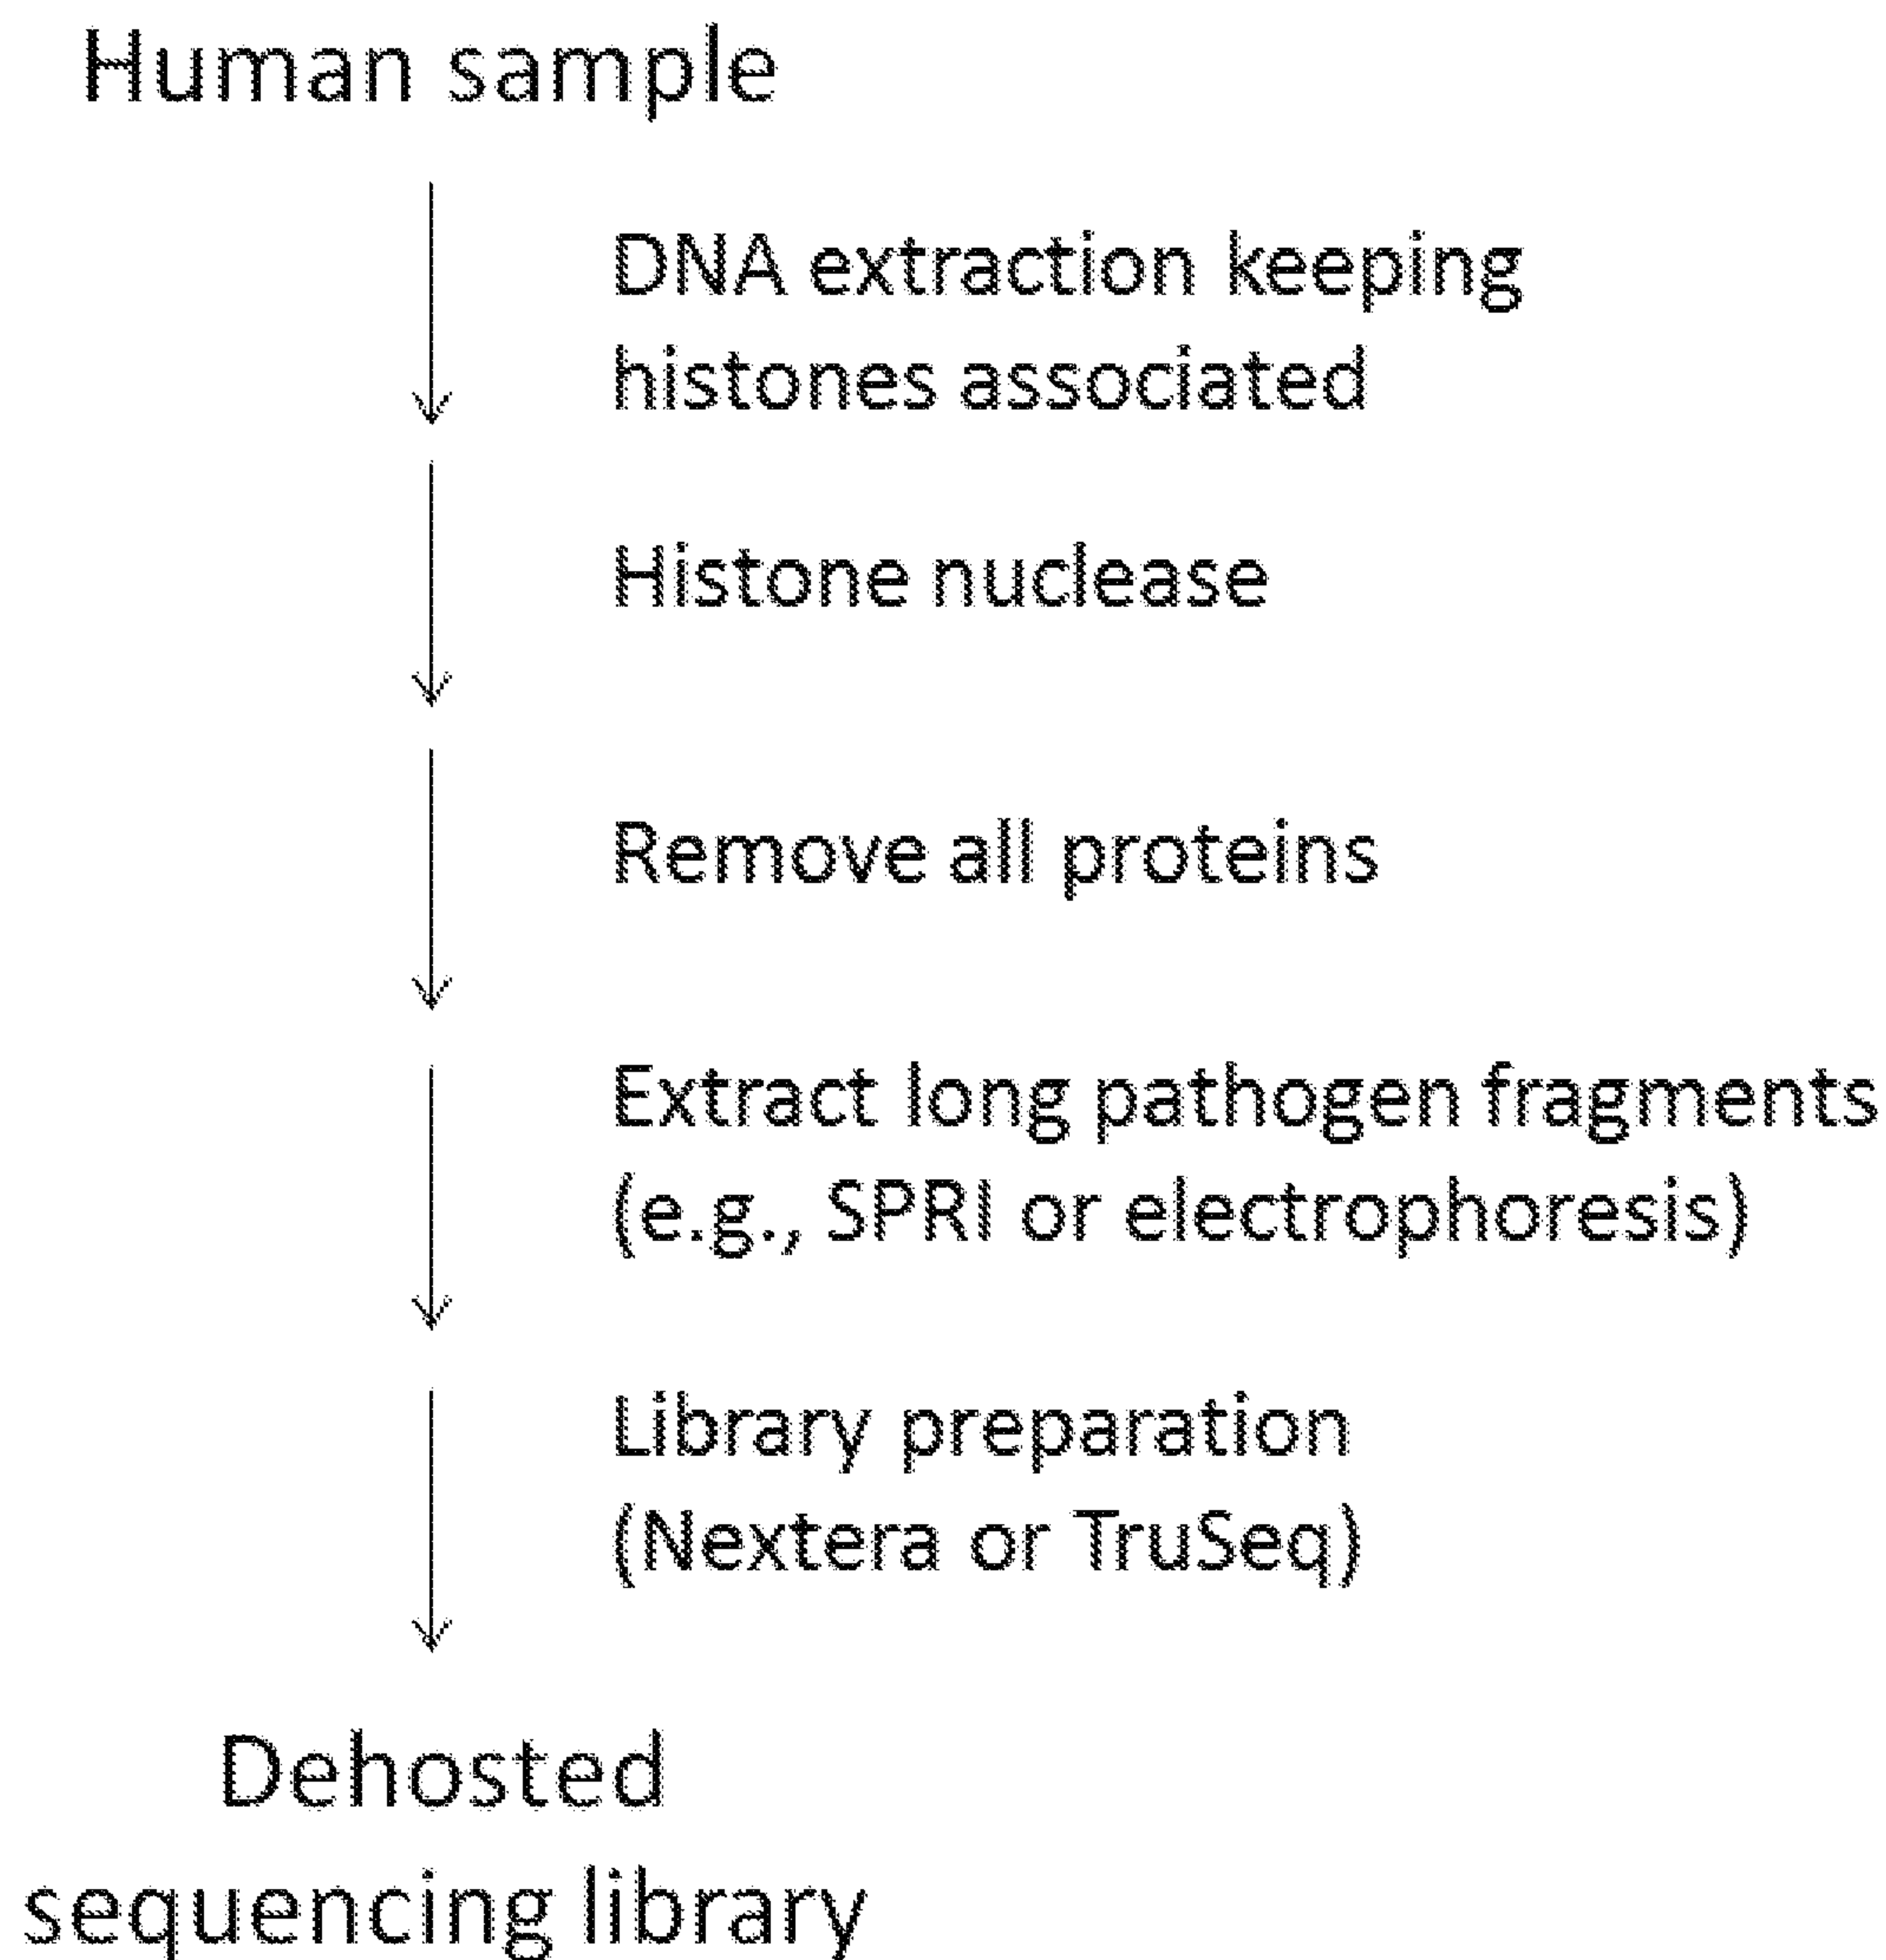 Human sample
DNA extraction keeping
histones associated
Histone nuclease
Remove all proteins
Extract long pathogen fragments
(e.g., SPRI or electrophoresis)
Library preparation
(Nextera or TruSeq)
Dehosted
sequencing library